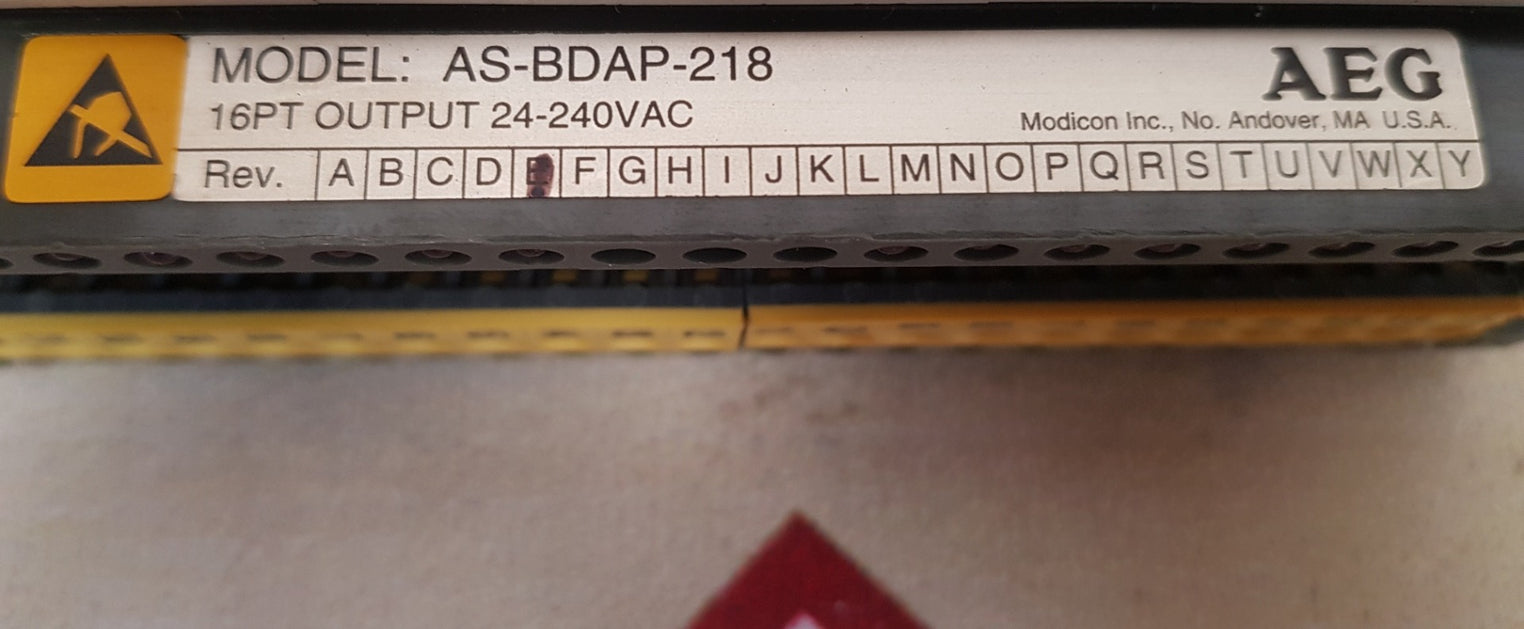 MODEL: AS-BDAP-218
AEG
16PT OUTPUT 24-240VAC
Modicon Inc., No. Andover, MA U.S.A.
Rev. A B C D E F G H I J K L M N O P Q R S T U V W X Y